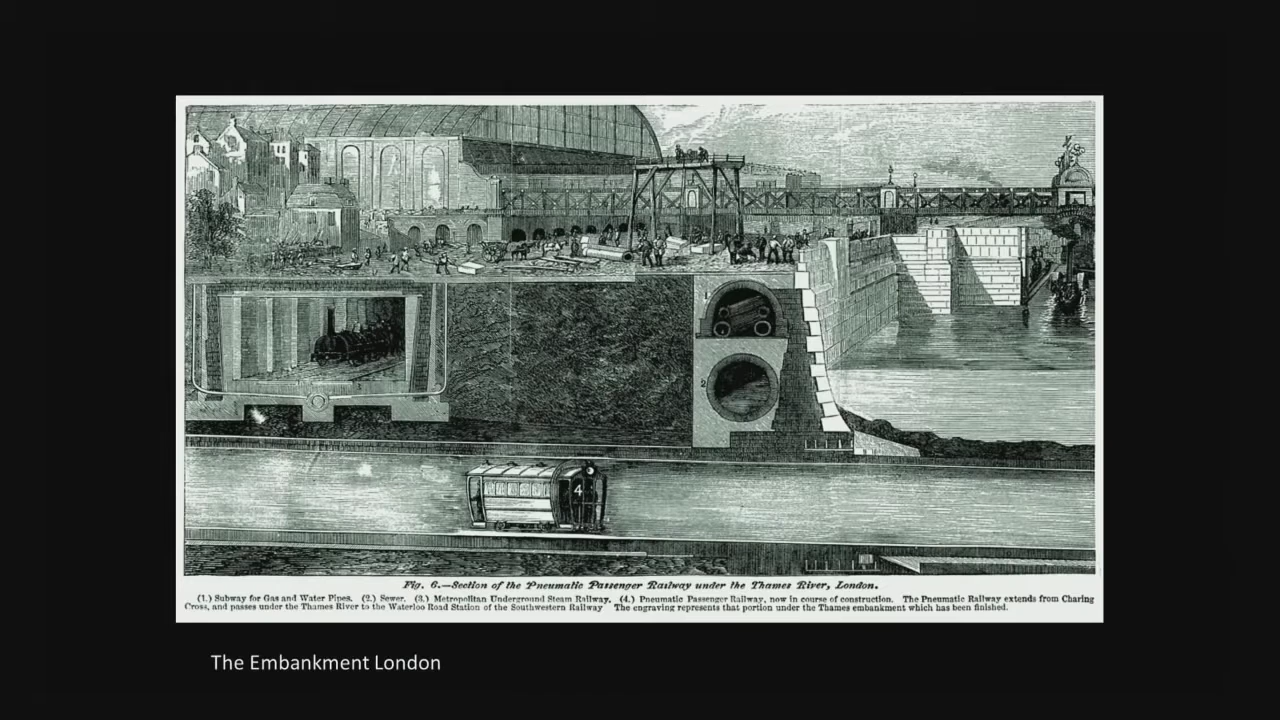 1
2
4
Fig. 6.—Section of the Pneumatic Passenger Railway under the Thames River, London.
(1.) Subway for Gas and Water Pipes. (2.) Sewer. (3.) Metropolitan Underground Steam Railway. (4.) Pneumatic Passenger Railway, now in course of construction. The Pneumatic Railway extends from Charing
Cross, and passes under the Thames River to the Waterloo Road Station of the Southwestern Railway The engraving represents that portion under the Thames embankment which has been finished.
The Embankment London